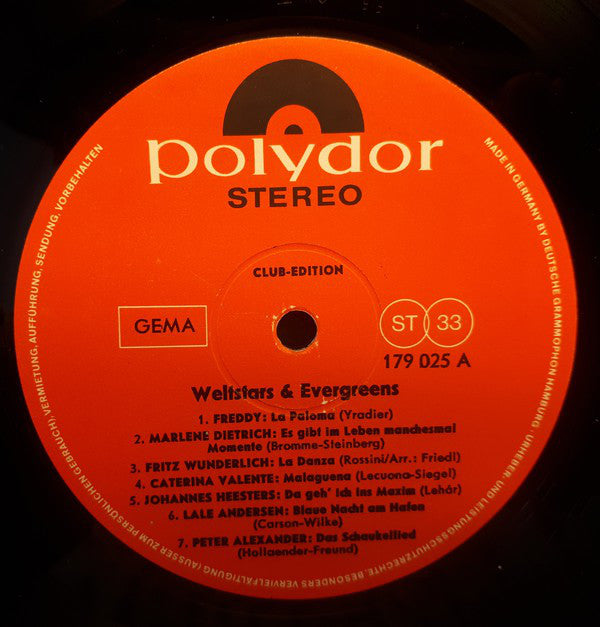 polydor
STEREO
CLUB-EDITION
GEMA
ST 33
179 025 A
Weltstars & Evergreens
1. FREDDY: La Paloma (Yradier)
2. MARLENE DIETRICH: Es gibt im Leben manchesmal
Momente (Bromme-Steinberg)
3. FRITZ WUNDERLICH: La Danza (Rossini/Arr.: Friedl)
4. CATERINA VALENTE: Malaguena (Lecuona-Siegel)
5. JOHANNES HEESTERS: Da geh' ich ins Maxim (Lehár)
6. LALE ANDERSEN: Blaue Nacht am Hafen
(Carson-Wilke)
7. PETER ALEXANDER: Das Schaukellied
(Hollaender-Freund)
MADE IN GERMANY BY DEUTSCHE GRAMMOPHON HAMBURG · URHEBER- UND LEISTUNGSSCHUTZRECHTE, BESONDERS VERVIELFÄLTIGUNG (AUSSER ZUM PERSÖNLICHEN GEBRAUCH), VERMIETUNG, AUFFÜHRUNG, SENDUNG, VORBEHALTEN